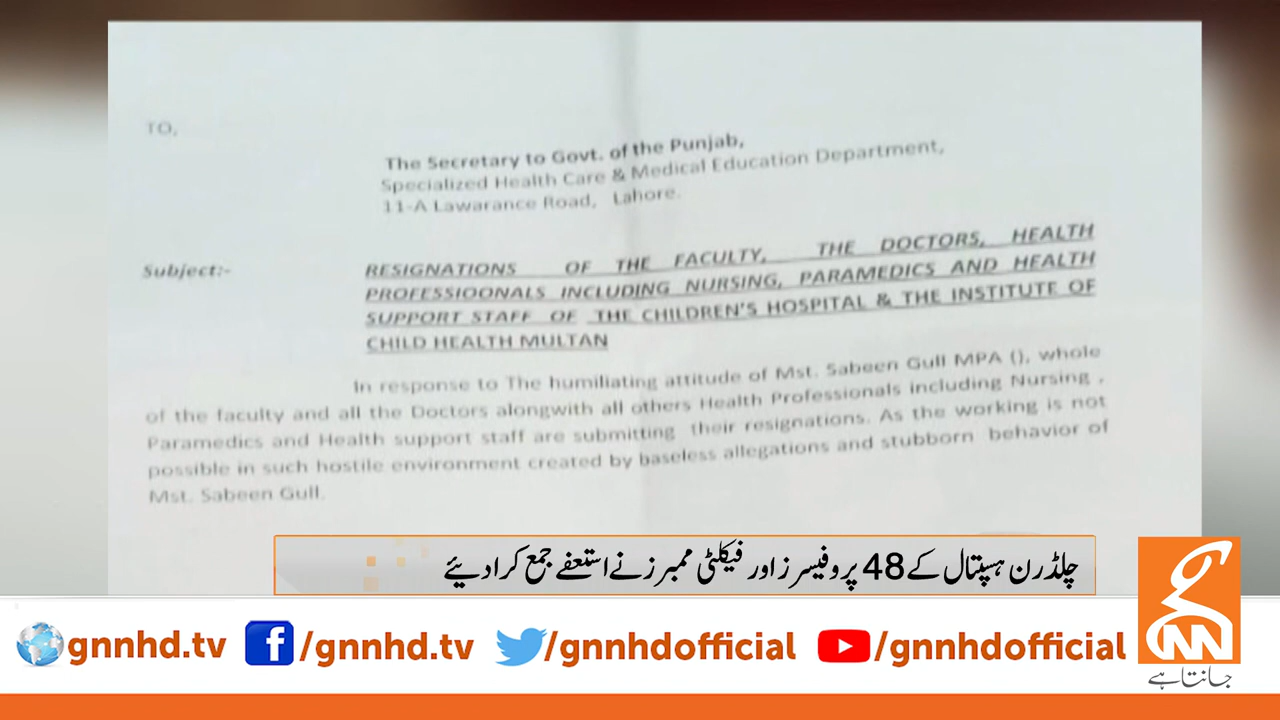 TO,
The Secretary to Govt. of the Punjab,
Specialized Health Care & Medical Education Department,
11-A Lawarance Road, Lahore.
Subject:-
RESIGNATIONS OF THE FACULTY, THE DOCTORS, HEALTH
PROFESSIOONALS INCLUDING NURSING, PARAMEDICS AND HEALTH
SUPPORT STAFF OF THE CHILDREN'S HOSPITAL & THE INSTITUTE OF
CHILD HEALTH MULTAN
In response to The humiliating attitude of Mst. Sabeen Gull MPA (), whole
of the faculty and all the Doctors alongwith all others Health Professionals including Nursing ,
Paramedics and Health support staff are submitting their resignations. As the working is not
possible in such hostile environment created by baseless allegations and stubborn behavior of
Mst. Sabeen Gull.
چلڈرن ہسپتال کے 48 پروفیسرز اور فیکلٹی ممبرز نے استعفے جمع کرا دیئے
gnnhd.tv /gnnhd.tv /gnnhdofficial /gnnhdofficial
GNN
جانتا ہے